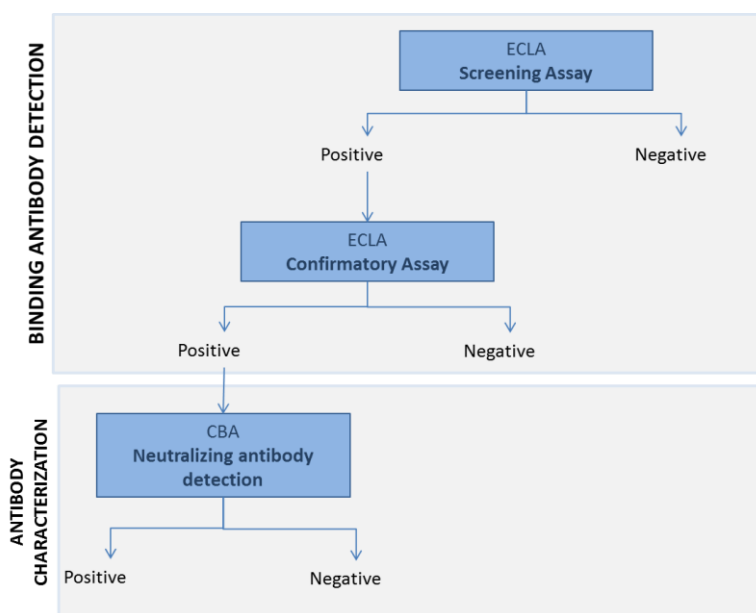 BINDING ANTIBODY DETECTION
ECLA
Screening Assay
Positive
Negative
ECLA
Confirmatory Assay
Positive
Negative
ANTIBODY
CHARACTERIZATION
CBA
Neutralizing antibody
detection
Positive
Negative